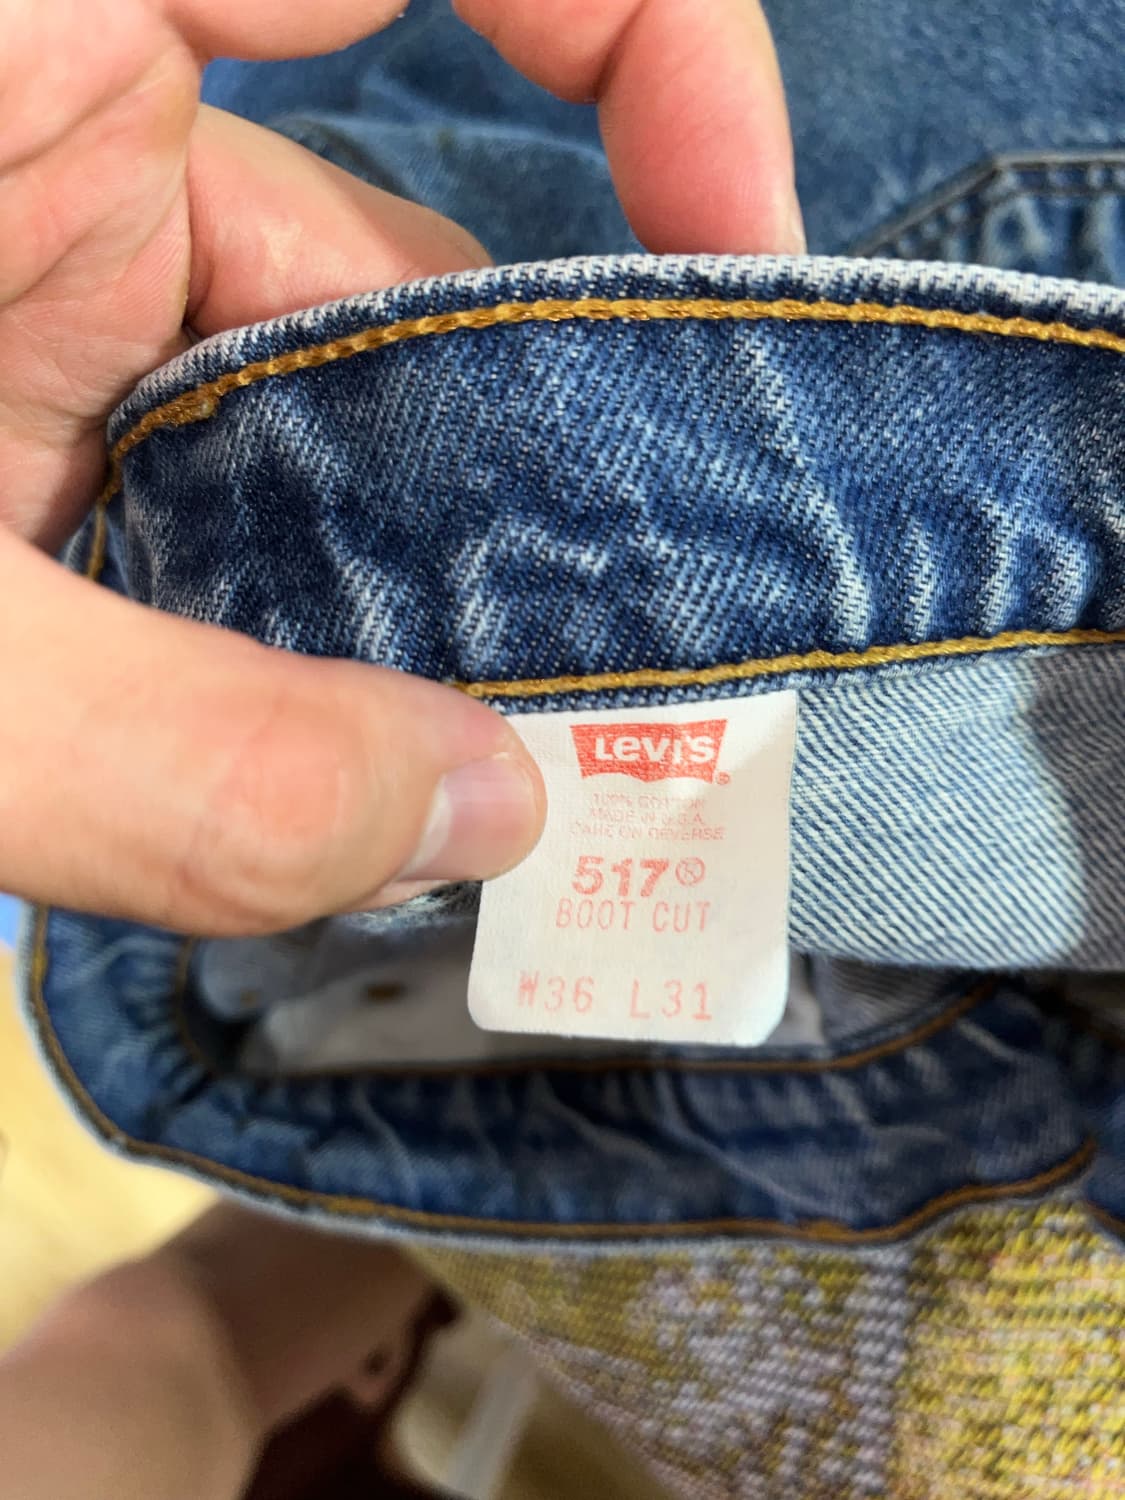 Levi's®
100% COTTON
MADE IN U.S.A.
CARE ON REVERSE
517®
BOOT CUT
W36 L31